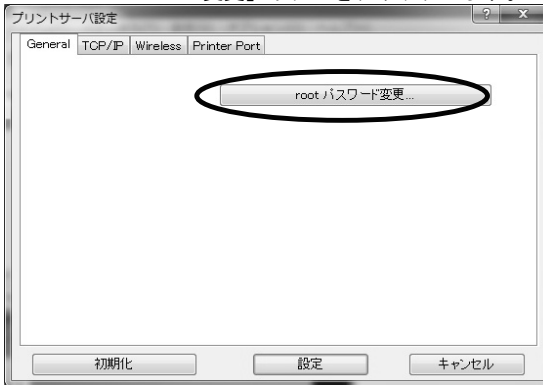 プリントサーバ設定
General TCP/IP Wireless Printer Port
root パスワード変更...
初期化 設定 キャンセル